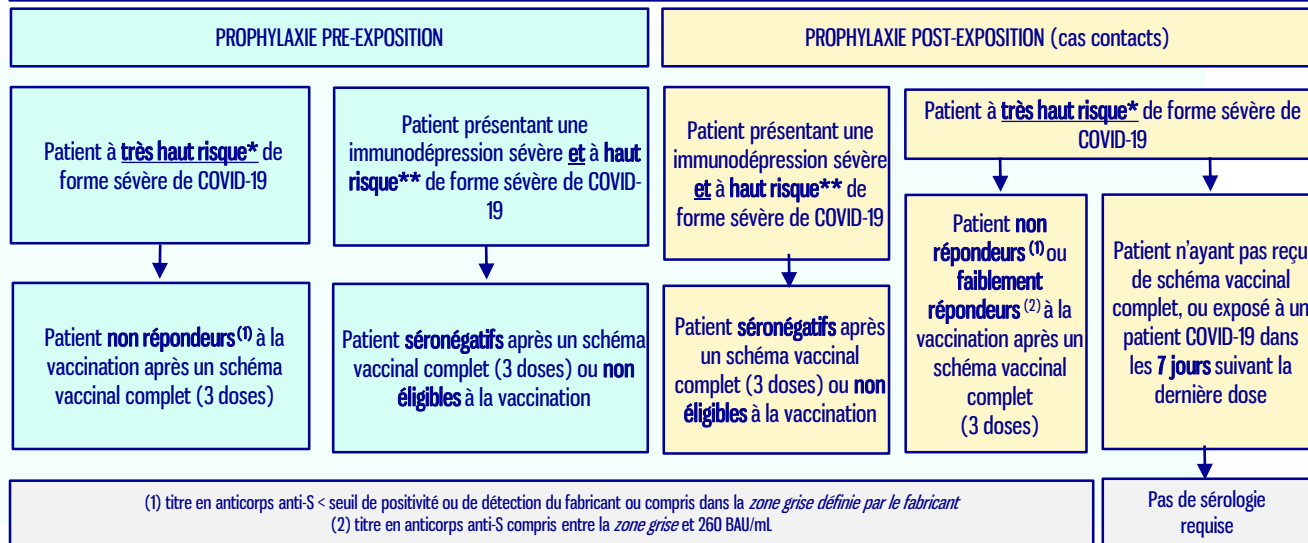 PROPHYLAXIE PRE-EXPOSITION
PROPHYLAXIE POST-EXPOSITION (cas contacts)
Patient à très haut risque* de
forme sévère de COVID-19
Patient présentant une
immunodépression sévère et à haut
risque** de forme sévère de COVID-
19
Patient présentant une
immunodépression sévère
et à haut risque** de
forme sévère de COVID-19
Patient à très haut risque* de forme sévère de
COVID-19
Patient non répondeurs (1) à la
vaccination après un schéma
vaccinal complet (3 doses)
Patient séronégatifs après un schéma
vaccinal complet (3 doses) ou non
éligibles à la vaccination
Patient séronégatifs après
un schéma vaccinal
complet (3 doses) ou non
éligibles à la vaccination
Patient non
répondeurs (1) ou
faiblement
répondeurs (2) à la
vaccination après un
schéma vaccinal
complet
(3 doses)
Patient n'ayant pas reçu
de schéma vaccinal
complet, ou exposé à un
patient COVID-19 dans
les 7 jours suivant la
dernière dose
(1) titre en anticorps anti-S < seuil de positivité ou de détection du fabricant ou compris dans la zone grise définie par le fabricant
(2) titre en anticorps anti-S compris entre la zone grise et 260 BAU/mL
Pas de sérologie
requise